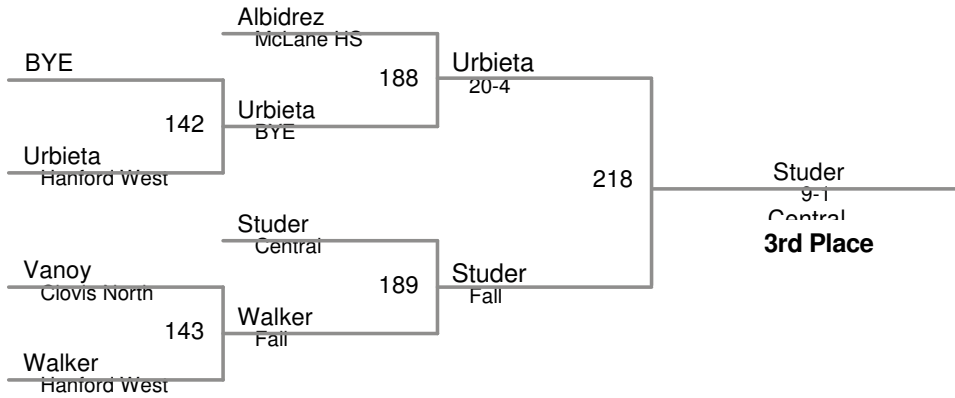 Albidrez
McLane HS
BYE
188
Urbieta
20-4
142
Urbieta
BYE
Urbieta
Hanford West
218
Studer
9-1
Central
3rd Place
Studer
Central
Vanoy
Clovis North
189
Studer
Fall
143
Walker
Fall
Walker
Hanford West